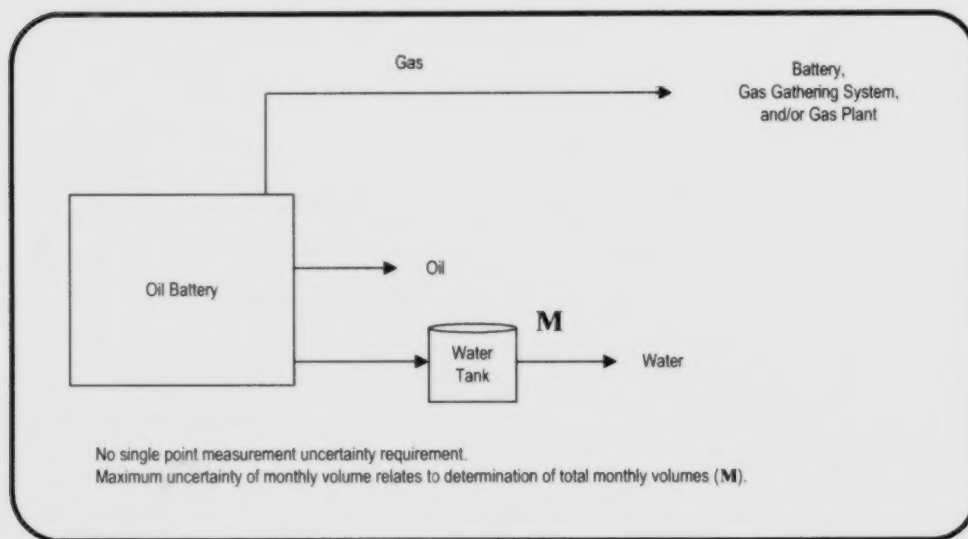 Gas
Battery,
Gas Gathering System,
and/or Gas Plant
Oil Battery
Oil
M
Water
Tank
Water
No single point measurement uncertainty requirement.
Maximum uncertainty of monthly volume relates to determination of total monthly volumes (M).